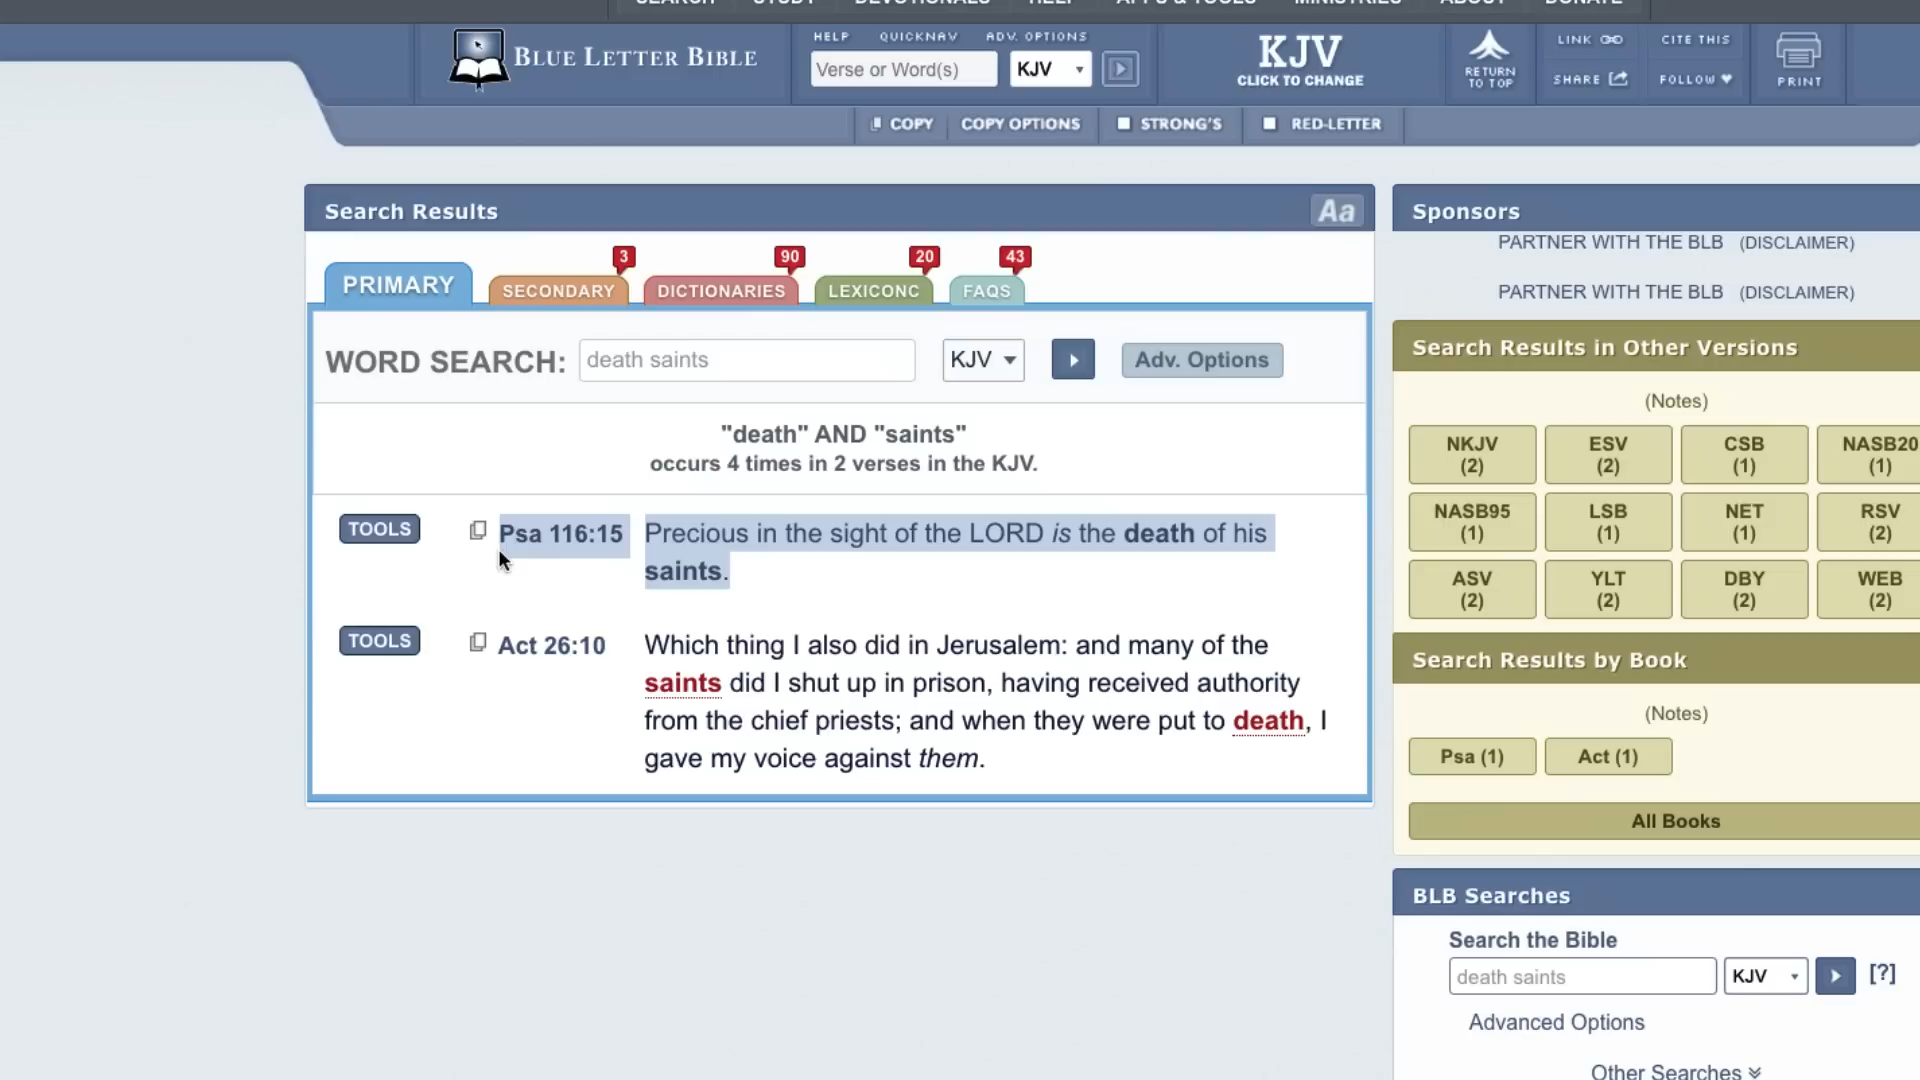 SEARCH STUDY DEVOTIONALS HELP APPS & TOOLS MINISTRIES ABOUT DONATE
BLUE LETTER BIBLE
HELP QUICKNAV ADV. OPTIONS
Verse or Word(s) KJV
KJV
CLICK TO CHANGE
RETURN
TO TOP
LINK CITE THIS
SHARE FOLLOW
PRINT
COPY COPY OPTIONS STRONG'S RED-LETTER
Search Results Aa
3 90 20 43
PRIMARY SECONDARY DICTIONARIES LEXICONC FAQS
WORD SEARCH: death saints KJV Adv. Options
"death" AND "saints"
occurs 4 times in 2 verses in the KJV.
TOOLS Psa 116:15 Precious in the sight of the LORD is the death of his
saints.
TOOLS Act 26:10 Which thing I also did in Jerusalem: and many of the
saints did I shut up in prison, having received authority
from the chief priests; and when they were put to death, I
gave my voice against them.
Sponsors
PARTNER WITH THE BLB (DISCLAIMER)
PARTNER WITH THE BLB (DISCLAIMER)
Search Results in Other Versions
(Notes)
NKJV ESV CSB NASB20
(2) (2) (1) (1)
NASB95 LSB NET RSV
(1) (1) (1) (2)
ASV YLT DBY WEB
(2) (2) (2) (2)
Search Results by Book
(Notes)
Psa (1) Act (1)
All Books
BLB Searches
Search the Bible
death saints KJV [?]
Advanced Options
Other Searches